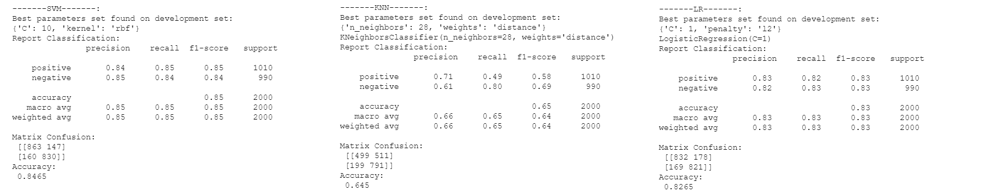 -------SVM-------:
Best parameters set found on development set:
{'C': 10, 'kernel': 'rbf'}
Report Classification:
precision recall f1-score support
positive 0.84 0.85 0.85 1010
negative 0.85 0.84 0.84 990
accuracy 0.85 2000
macro avg 0.85 0.85 0.85 2000
weighted avg 0.85 0.85 0.85 2000
Matrix Confusion:
[[863 147]
[160 830]]
Accuracy:
0.8465
-------KNN-------:
Best parameters set found on development set:
{'n_neighbors': 28, 'weights': 'distance'}
KNeighborsClassifier(n_neighbors=28, weights='distance')
Report Classification:
precision recall f1-score support
positive 0.71 0.49 0.58 1010
negative 0.61 0.80 0.69 990
accuracy 0.65 2000
macro avg 0.66 0.65 0.64 2000
weighted avg 0.66 0.65 0.64 2000
Matrix Confusion:
[[499 511]
[199 791]]
Accuracy:
0.645
-------LR-------:
Best parameters set found on development set:
{'C': 1, 'penalty': 'l2'}
LogisticRegression(C=1)
Report Classification:
precision recall f1-score support
positive 0.83 0.82 0.83 1010
negative 0.82 0.83 0.83 990
accuracy 0.83 2000
macro avg 0.83 0.83 0.83 2000
weighted avg 0.83 0.83 0.83 2000
Matrix Confusion:
[[832 178]
[169 821]]
Accuracy:
0.8265